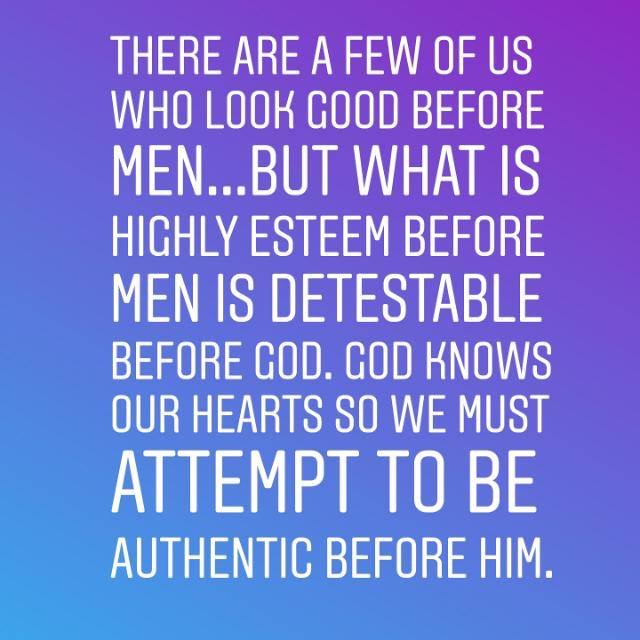 THERE ARE A FEW OF US
WHO LOOK GOOD BEFORE
MEN...BUT WHAT IS
HIGHLY ESTEEM BEFORE
MEN IS DETESTABLE
BEFORE GOD. GOD KNOWS
OUR HEARTS SO WE MUST
ATTEMPT TO BE
AUTHENTIC BEFORE HIM.